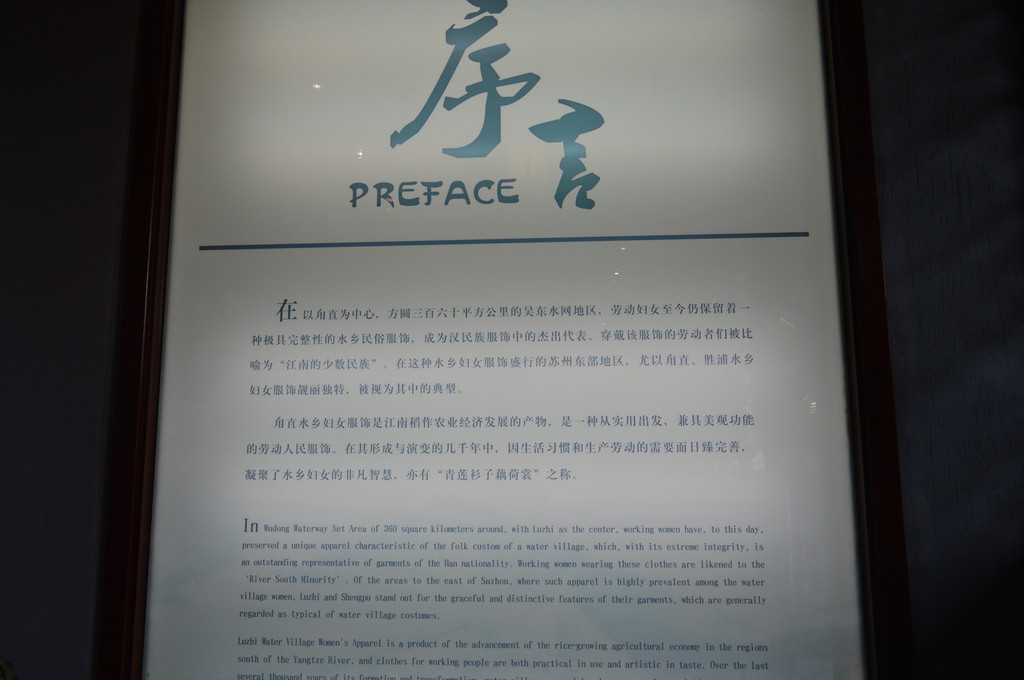 序言
PREFACE
在以甪直为中心，方圆三百六十平方公里的吴东水网地区，劳动妇女至今仍保留着一
种极具完整性的水乡民俗服饰，成为汉民族服饰中的杰出代表。穿戴该服饰的劳动者们被比
喻为“江南的少数民族”。在这种水乡妇女服饰盛行的苏州东部地区，尤以甪直、胜浦水乡
妇女服饰靓丽独特，被视为其中的典型。
甪直水乡妇女服饰是江南稻作农业经济发展的产物，是一种从实用出发、兼具美观功能
的劳动人民服饰。在其形成与演变的几千年中，因生活习惯和生产劳动的需要而日臻完善，
凝聚了水乡妇女的非凡智慧，亦有“青莲衫子藕荷裳”之称。
In Wudong Waterway Net Area of 360 square kilometers around, with Luzhi as the center, working women have, to this day,
preserved a unique apparel characteristic of the folk custom of a water village, which, with its extreme integrity, is
an outstanding representative of garments of the Han nationality. Working women wearing these clothes are likened to the
‘River South Minority’. Of the areas to the east of Suzhou, where such apparel is highly prevalent among the water
village women, Luzhi and Shengpu stand out for the graceful and distinctive features of their garments, which are generally
regarded as typical of water village costumes.
Luzhi Water Village Women's Apparel is a product of the advancement of the rice-growing agricultural economy in the regions
south of the Yangtze River, and clothes for working people are both practical in use and artistic in taste. Over the last
several thousand years of its formation and transformation, water